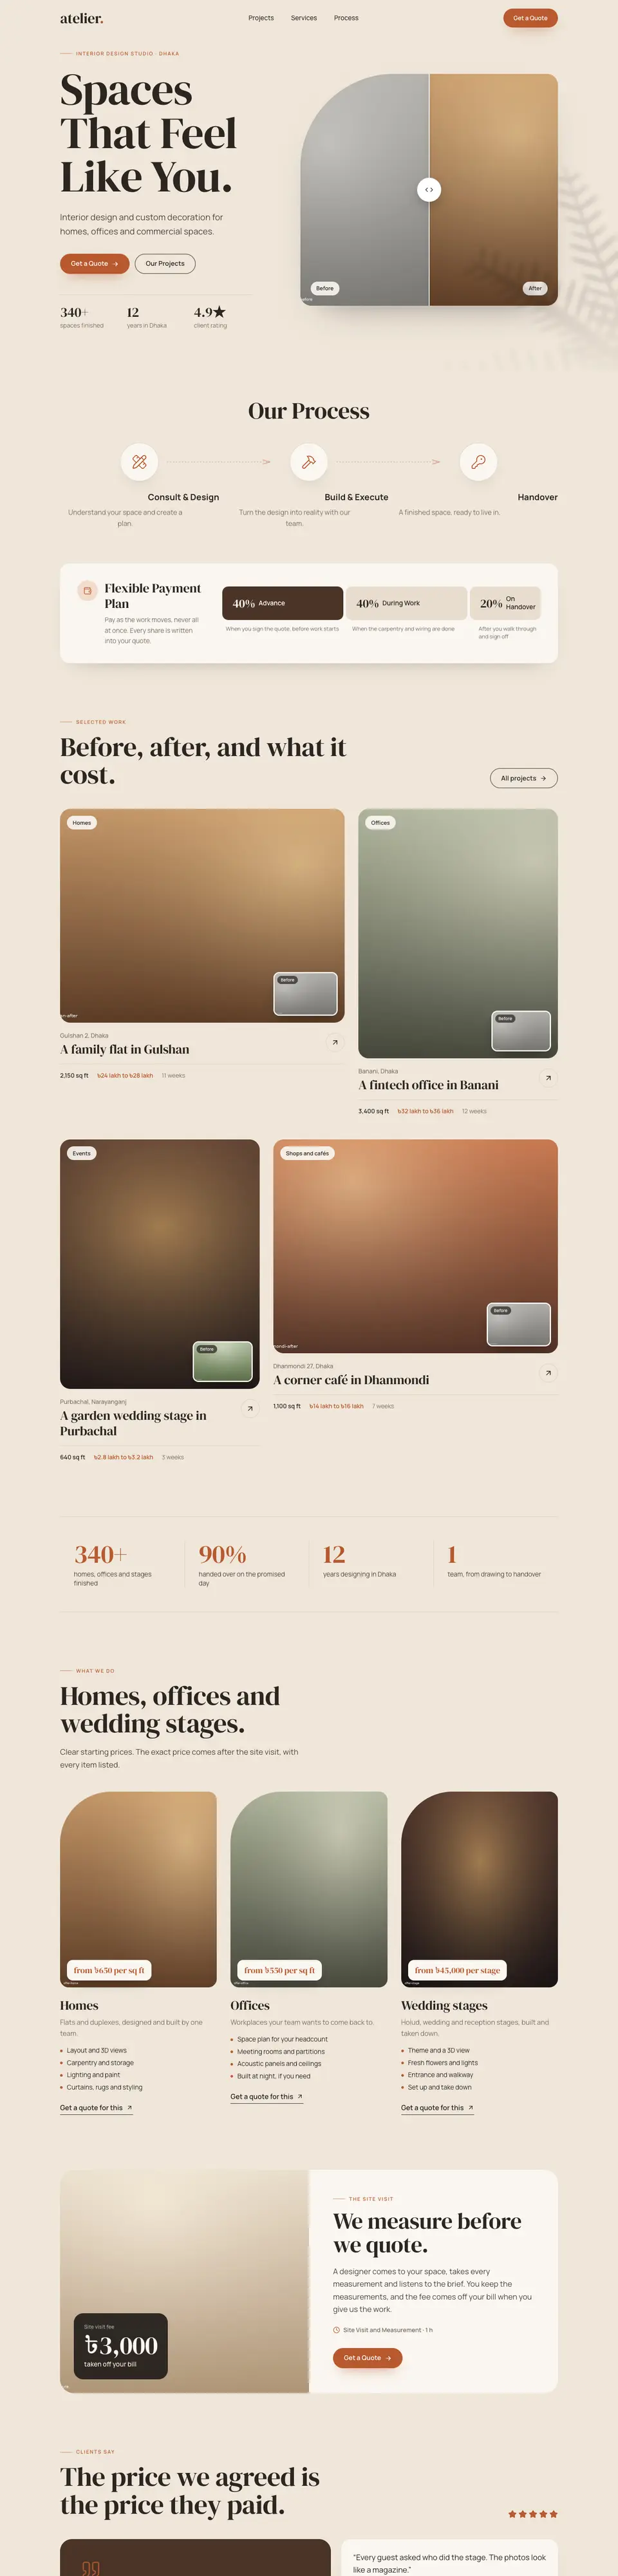 atelier.
Projects
Services
Process
Get a Quote
INTERIOR DESIGN STUDIO · DHAKA
Spaces
That Feel
Like You.
Interior design and custom decoration for
homes, offices and commercial spaces.
Get a Quote
Our Projects
340+
spaces finished
12
years in Dhaka
4.9★
client rating
Before
After
Our Process
Consult & Design
Understand your space and create a
plan.
Build & Execute
Turn the design into reality with our
team.
Handover
A finished space, ready to live in.
Flexible Payment
Plan
Pay as the work moves, never all
at once. Every share is written
into your quote.
40% Advance
When you sign the quote, before work starts
40% During Work
When the carpentry and wiring are done
20% On
Handover
After you walk through
and sign off
SELECTED WORK
Before, after, and what it
cost.
All projects
Homes
Before
Gulshan 2, Dhaka
A family flat in Gulshan
2,150 sq ft ৳24 lakh to ৳28 lakh 11 weeks
Offices
Before
Banani, Dhaka
A fintech office in Banani
3,400 sq ft ৳32 lakh to ৳36 lakh 12 weeks
Events
Before
Purbachal, Narayanganj
A garden wedding stage in
Purbachal
640 sq ft ৳2.8 lakh to ৳3.2 lakh 3 weeks
Shops and cafés
Before
Dhanmondi 27, Dhaka
A corner café in Dhanmondi
1,100 sq ft ৳14 lakh to ৳16 lakh 7 weeks
340+
homes, offices and stages
finished
90%
handed over on the promised
day
12
years designing in Dhaka
1
team, from drawing to handover
WHAT WE DO
Homes, offices and
wedding stages.
Clear starting prices. The exact price comes after the site visit, with
every item listed.
from ৳650 per sq ft
Homes
Flats and duplexes, designed and built by one
team.
Layout and 3D views
Carpentry and storage
Lighting and paint
Curtains, rugs and styling
Get a quote for this
from ৳550 per sq ft
Offices
Workplaces your team wants to come back to.
Space plan for your headcount
Meeting rooms and partitions
Acoustic panels and ceilings
Built at night, if you need
Get a quote for this
from ৳45,000 per stage
Wedding stages
Holud, wedding and reception stages, built and
taken down.
Theme and a 3D view
Fresh flowers and lights
Entrance and walkway
Set up and take down
Get a quote for this
Site visit fee
৳3,000
taken off your bill
THE SITE VISIT
We measure before
we quote.
A designer comes to your space, takes every
measurement and listens to the brief. You keep the
measurements, and the fee comes off your bill when you
give us the work.
Site Visit and Measurement · 1 h
Get a Quote
CLIENTS SAY
The price we agreed is
the price they paid.
★★★★★
“Every guest asked who did the stage. The photos look
like a magazine.”